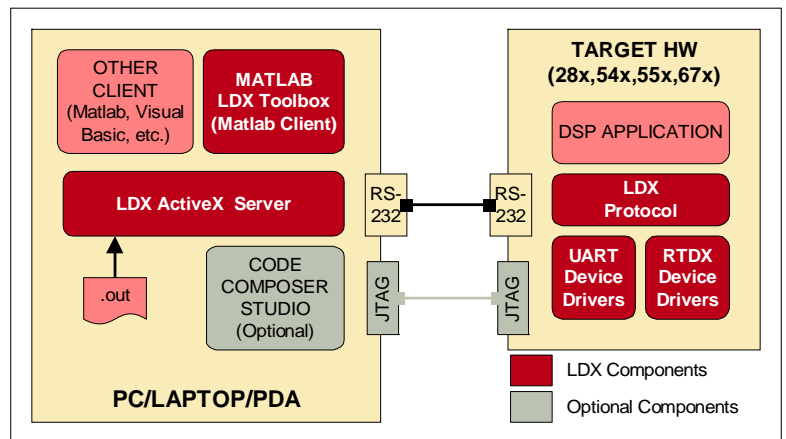 OTHER
CLIENT
(Matlab, Visual
Basic, etc.)
MATLAB
LDX Toolbox
(Matlab Client)
LDX ActiveX Server
.out
CODE
COMPOSER
STUDIO
(Optional)
PC/LAPTOP/PDA
RS-
232
JTAG
RS-
232
JTAG
TARGET HW
(28x,54x,55x,67x)
DSP APPLICATION
LDX
Protocol
UART
Device
Drivers
RTDX
Device
Drivers
LDX Components
Optional Components